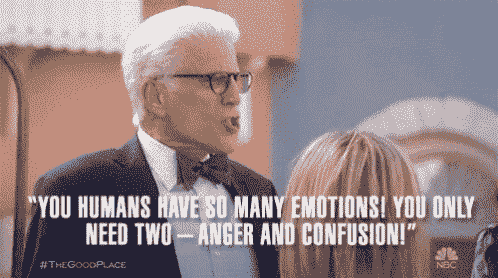 “YOU HUMANS HAVE SO MANY EMOTIONS! YOU ONLY
NEED TWO – ANGER AND CONFUSION!”
#THEGOODPLACE
NBC